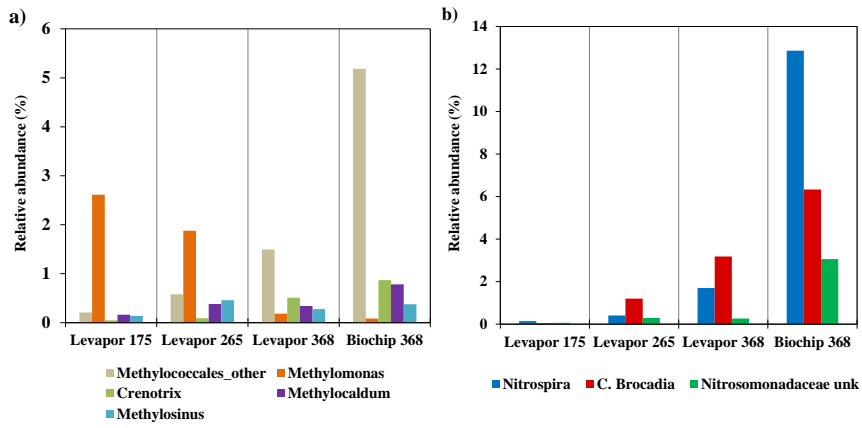 a)
Relative abundance (%)
6
5
4
3
2
1
0
Levapor 175 Levapor 265 Levapor 368 Biochip 368
Methylococcales_other Methylomonas
Crenotrix Methylocaldum
Methylosinus
b)
Relative abundance (%)
14
12
10
8
6
4
2
0
Levapor 175 Levapor 265 Levapor 368 Biochip 368
Nitrospira C. Brocadia Nitrosomonadaceae unk